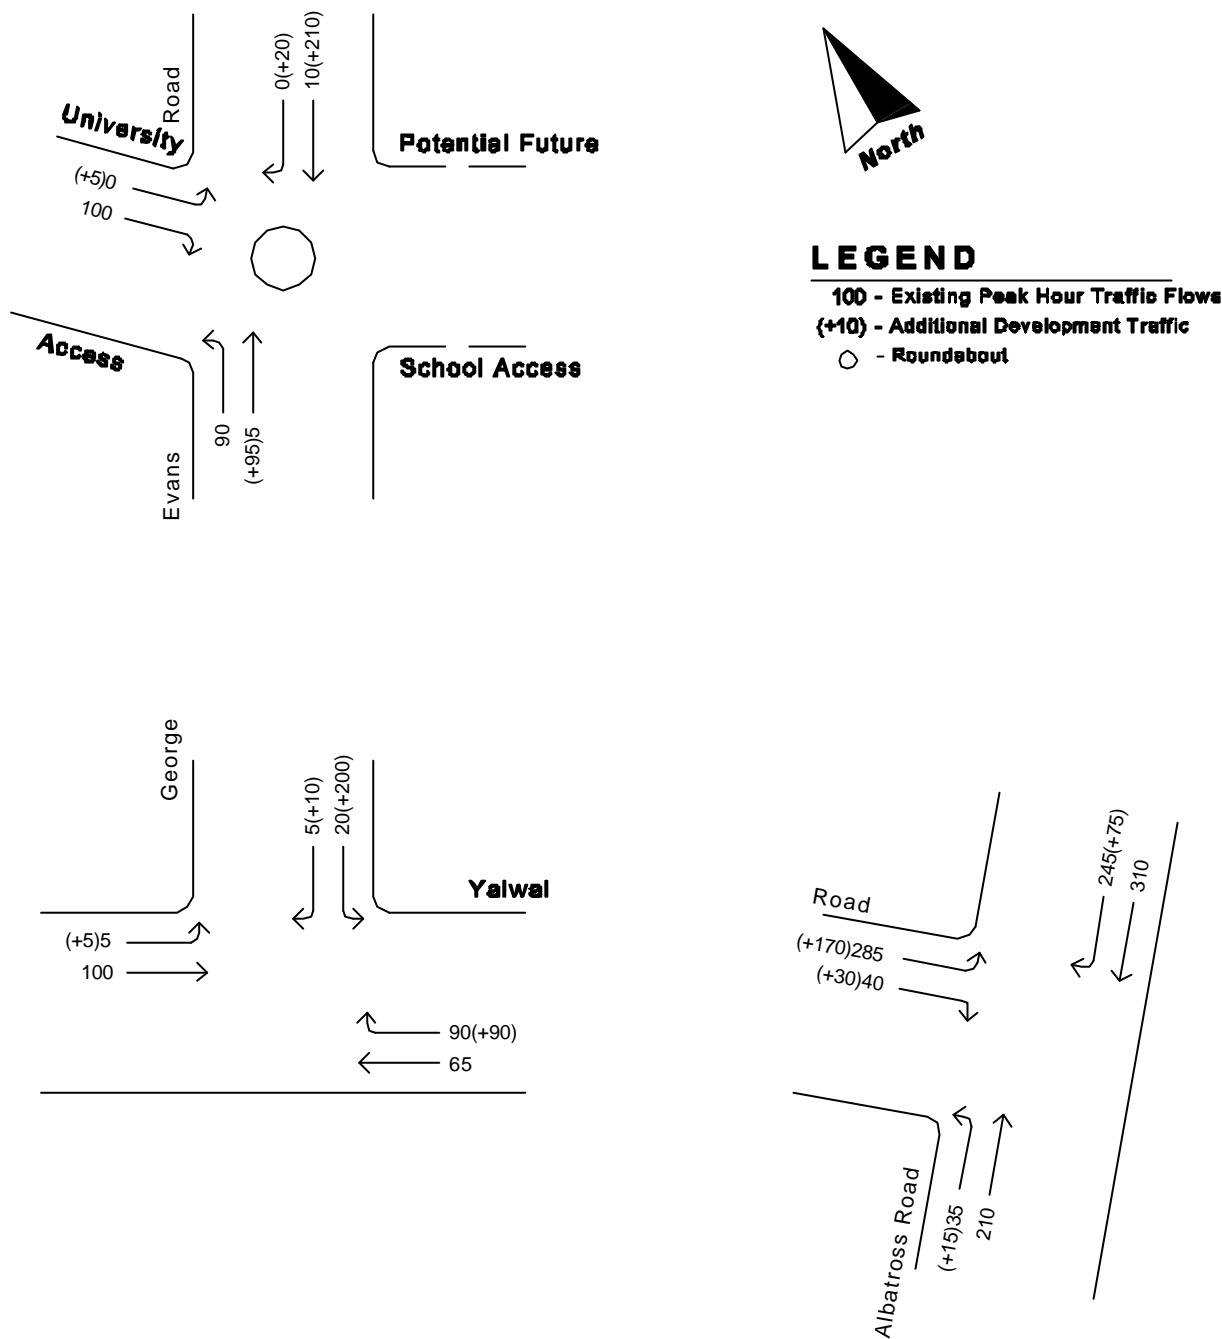 Road
0(+20)
10(+210)
University
Potential Future
(+5)0
100
North
LEGEND
100 - Existing Peak Hour Traffic Flows
(+10) - Additional Development Traffic
- Roundabout
Access
School Access
90
(+95)5
Evans
George
5(+10)
20(+200)
Yalwal
(+5)5
100
90(+90)
65
245(+75)
310
Road
(+170)285
(+30)40
(+15)35
210
Albatross Road